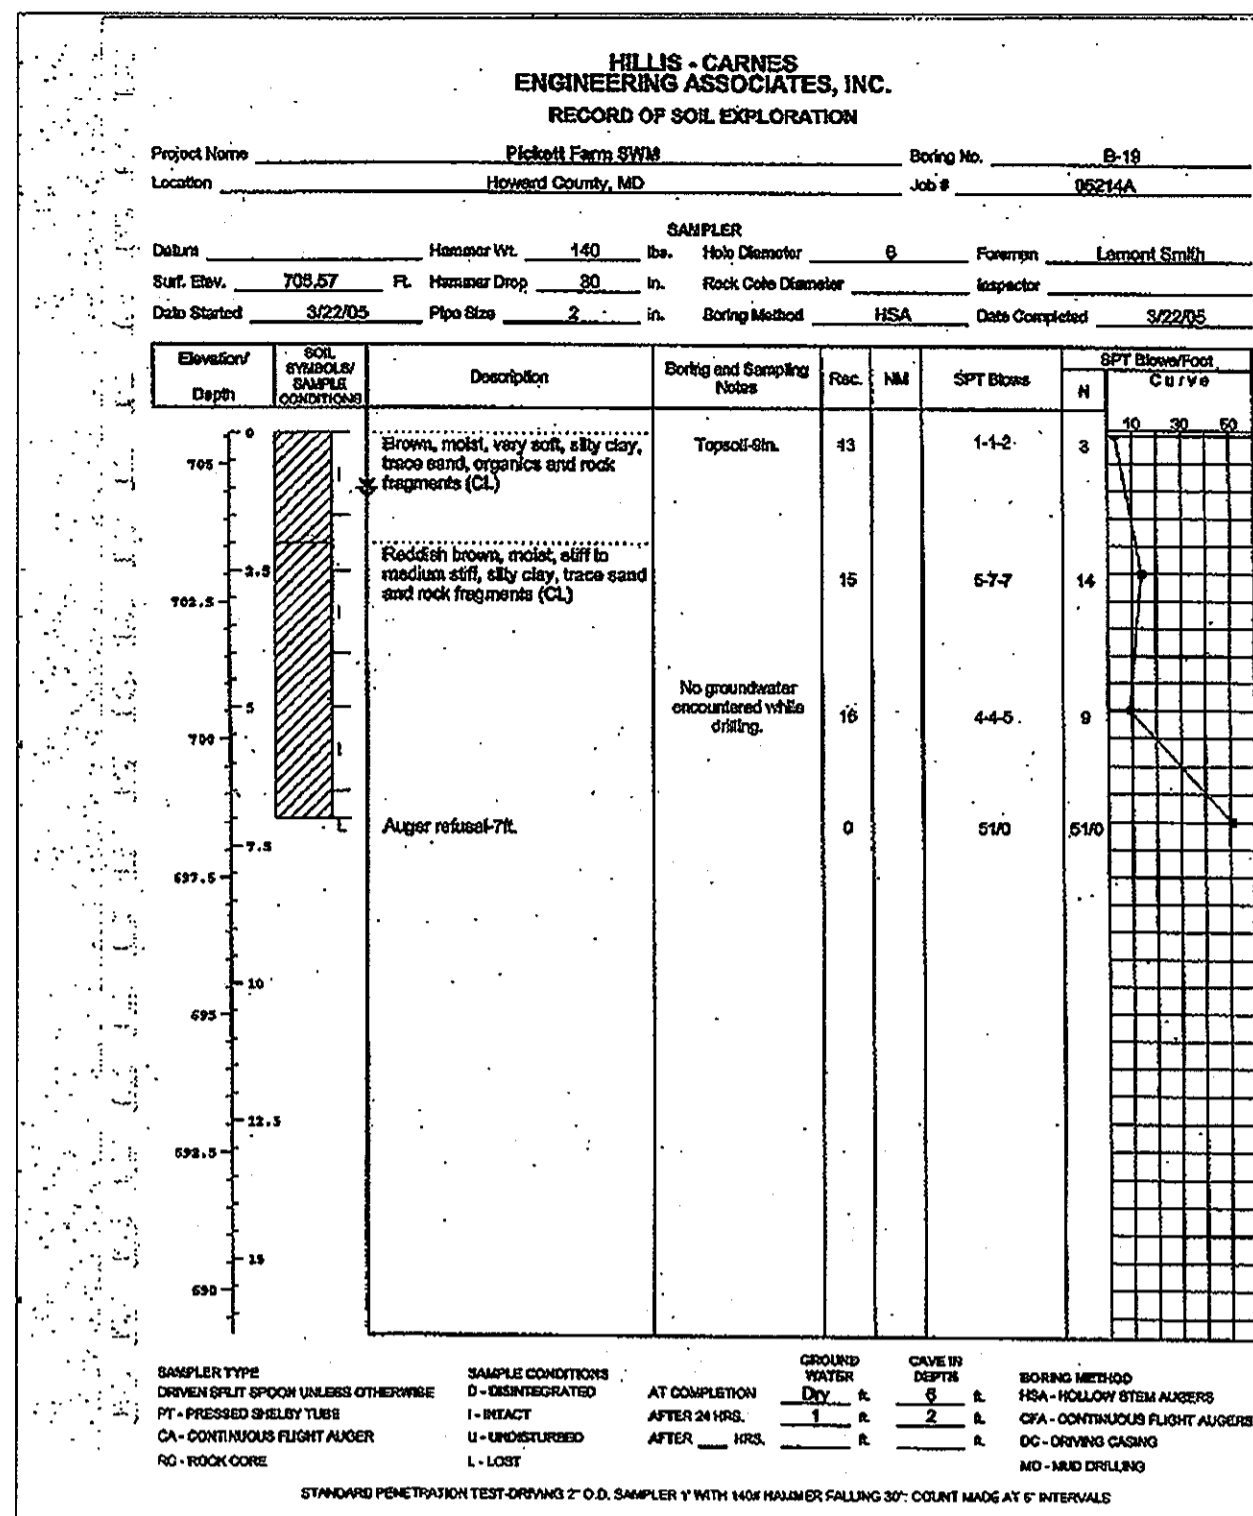 HILLIS - CARNES
ENGINEERING ASSOCIATES, INC.
RECORD OF SOIL EXPLORATION
Project Name Pickett Farm SWM Boring No. B-19
Location Howard County, MD Job # 05214A
SAMPLER
Datum Hammer Wt. 140 lbs. Hole Diameter 6 Foreman Lamont Smith
Surf. Elev. Ft. Hammer Drop in. Rock Core Diameter Inspector
Date Started 3/22/05 Pipe Size 2 in. Boring Method HSA Date Completed 3/22/05
Elevation/ Depth SOIL SYMBOLS/ SAMPLE CONDITIONS Description Boring and Sampling Notes Rec. NM SPT Blows SPT Blows/Foot
N Curve
10 30 50
0 Brown, moist, very soft, silty clay, Topsoil- 13 1-1-2 3
705 trace sand, organics and rock
fragments (CL)
Reddish brown, moist, stiff to
2.5 medium stiff, silty clay, trace sand 15 5-7-7 14
702.5 and rock fragments (CL)
No groundwater
5 encountered while 16 4-4-5 9
700 drilling.
Auger refusal-7ft. 0 51/0 51/0
7.5
697.5
10
695
12.5
692.5
15
690
SAMPLER TYPE SAMPLE CONDITIONS GROUND WATER CAVE IN DEPTH BORING METHOD
DRIVEN SPLIT SPOON UNLESS OTHERWISE D - DISINTEGRATED AT COMPLETION Dry ft. 6 ft. HSA - HOLLOW STEM AUGERS
PT - PRESSED SHELBY TUBE I - INTACT AFTER 24 HRS. 1 ft. 2 ft. CFA - CONTINUOUS FLIGHT AUGERS
CA - CONTINUOUS FLIGHT AUGER U - UNDISTURBED AFTER HRS. ft. ft. DC - DRIVING CASING
RC - ROCK CORE L - LOST MD - MUD DRILLING
STANDARD PENETRATION TEST-DRIVING 2" O.D. SAMPLER 1' WITH 140# HAMMER FALLING 30": COUNT MADE AT 6" INTERVALS